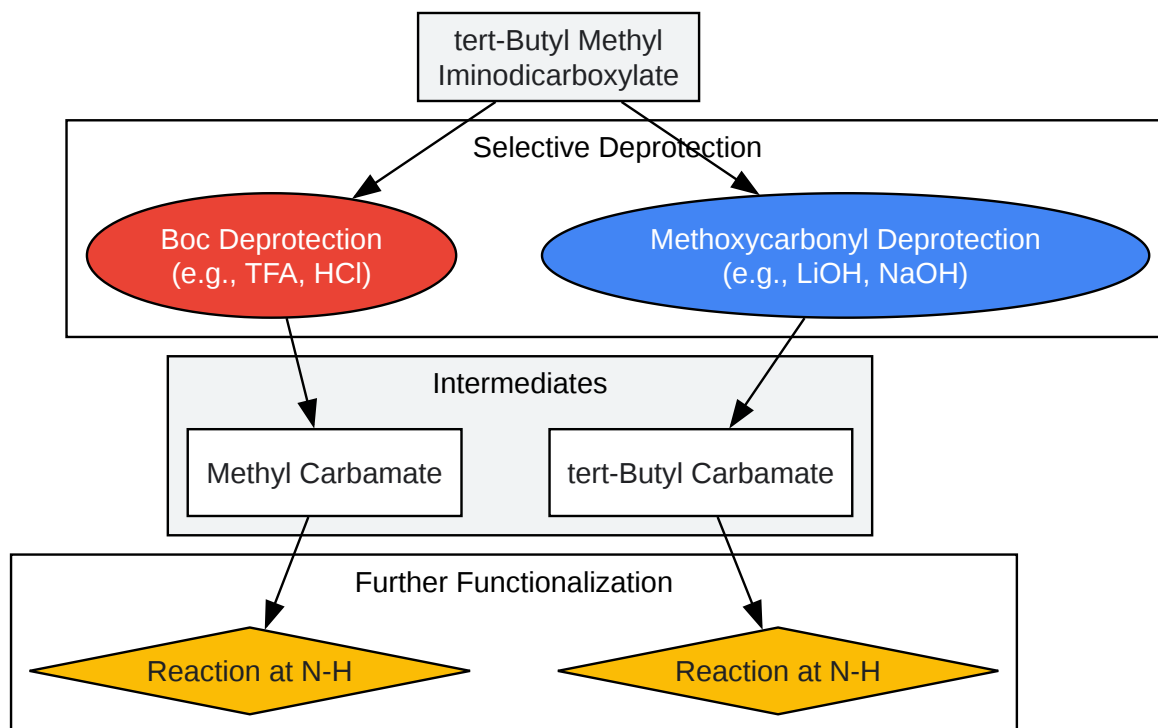 tert-Butyl Methyl
Iminodicarboxylate
Selective Deprotection
Boc Deprotection
(e.g., TFA, HCl)
Methoxycarbonyl Deprotection
(e.g., LiOH, NaOH)
Intermediates
Methyl Carbamate
tert-Butyl Carbamate
Further Functionalization
Reaction at N-H
Reaction at N-H